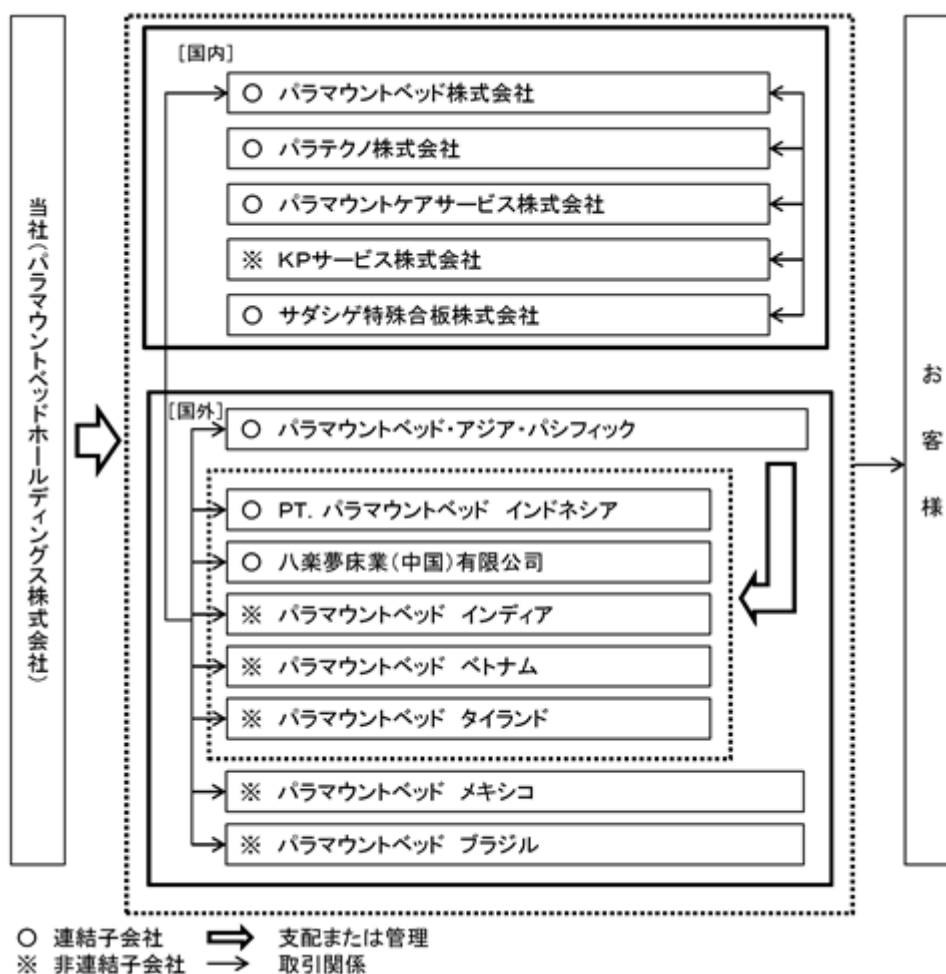 当社(パラマウントベッドホールディングス株式会社)
[国内]
○ パラマウントベッド株式会社
○ パラテクノ株式会社
○ パラマウントケアサービス株式会社
※ KPサービス株式会社
○ サダシゲ特殊合板株式会社
[国外]
○ パラマウントベッド・アジア・パシフィック
○ PT. パラマウントベッド インドネシア
○ 八楽夢床業(中国)有限公司
※ パラマウントベッド インディア
※ パラマウントベッド ベトナム
※ パラマウントベッド タイランド
※ パラマウントベッド メキシコ
※ パラマウントベッド ブラジル
お客様
○ 連結子会社 ⇨ 支配または管理
※ 非連結子会社 → 取引関係